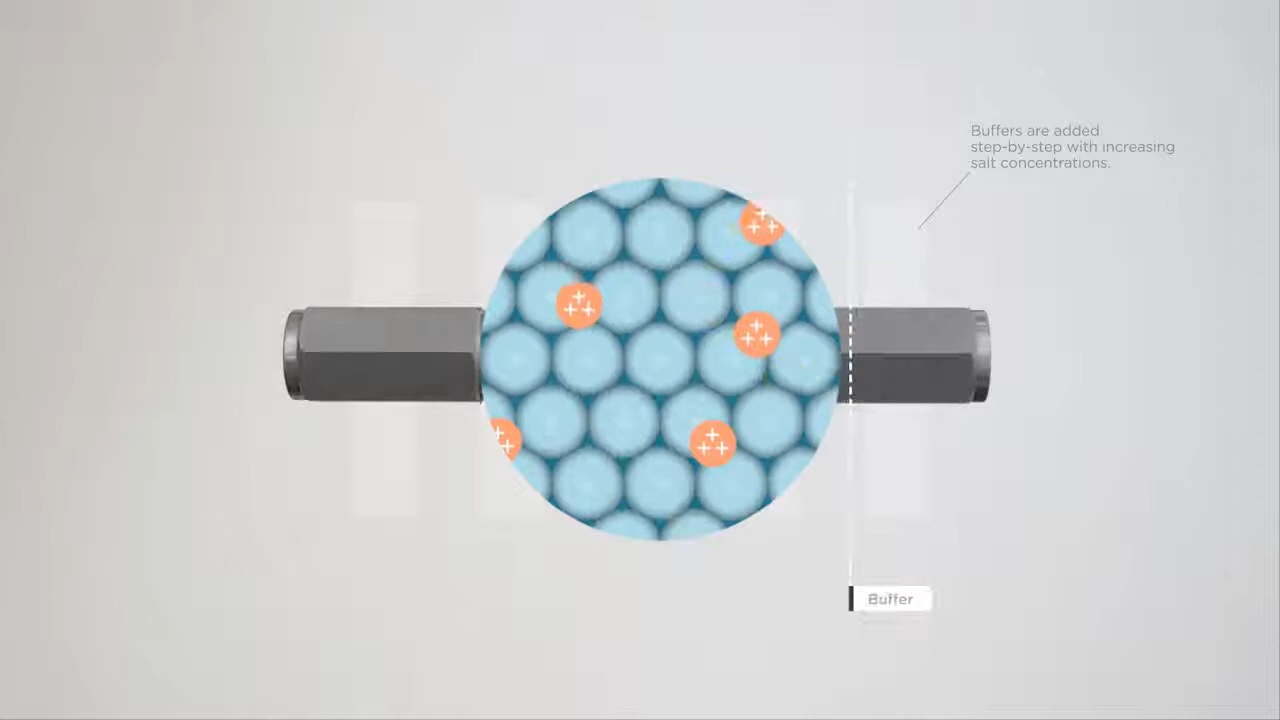 Buffers are added
step-by-step with increasing
salt concentrations.
+++
+++
+++
++
+++
Buffer